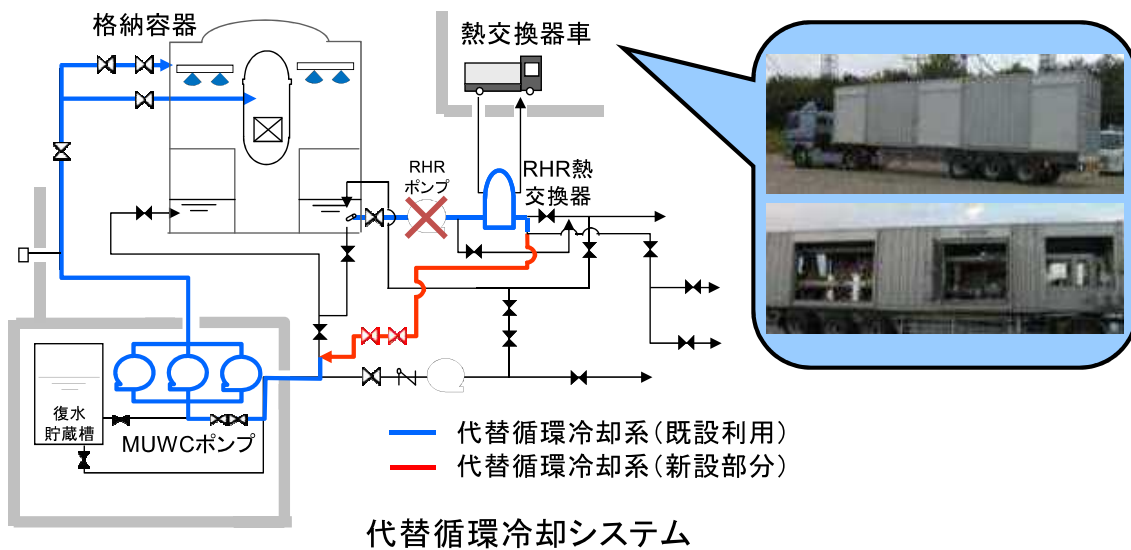 格納容器
熱交換器車
RHR
ポンプ
RHR熱
交換器
復水
貯蔵槽
MUWCポンプ
代替循環冷却系(既設利用)
代替循環冷却系(新設部分)
代替循環冷却システム